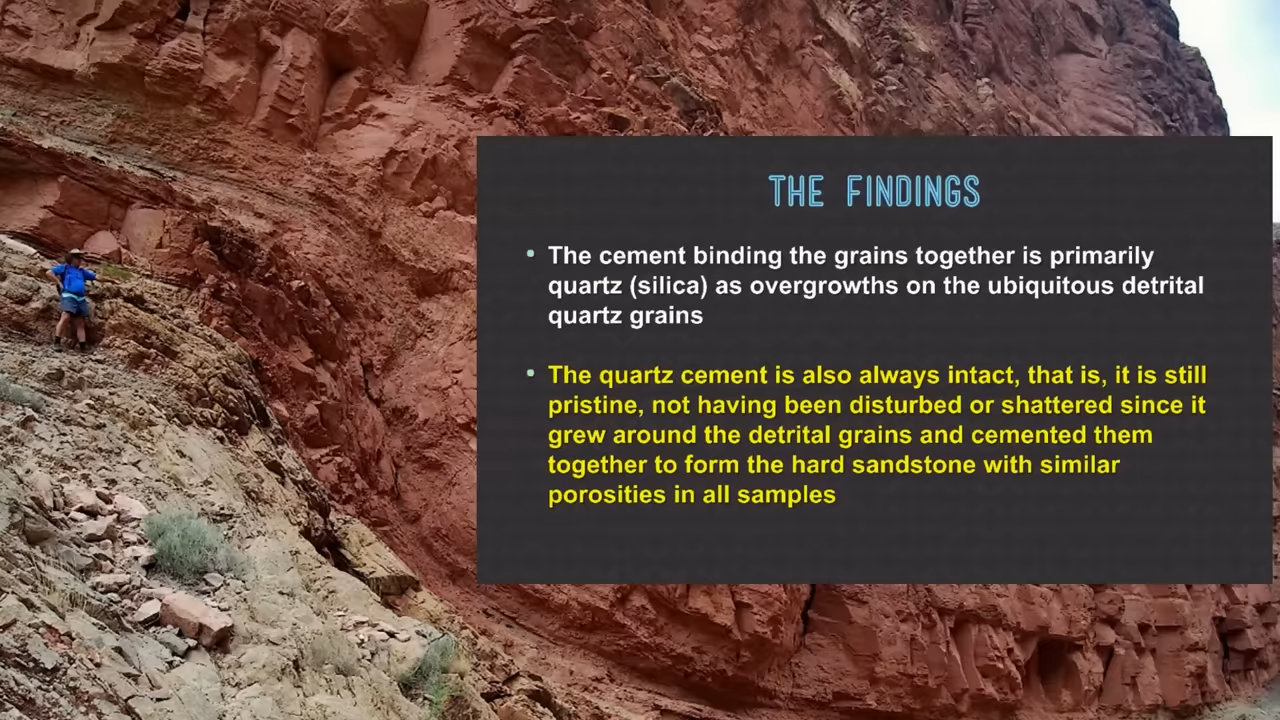 THE FINDINGS
• The cement binding the grains together is primarily
quartz (silica) as overgrowths on the ubiquitous detrital
quartz grains
• The quartz cement is also always intact, that is, it is still
pristine, not having been disturbed or shattered since it
grew around the detrital grains and cemented them
together to form the hard sandstone with similar
porosities in all samples